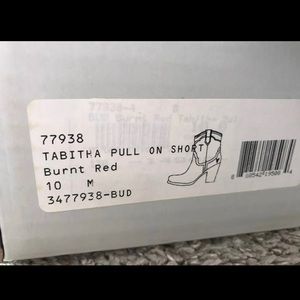 77938
TABITHA PULL ON SHORT
Burnt Red
10 M
3477938-BUD